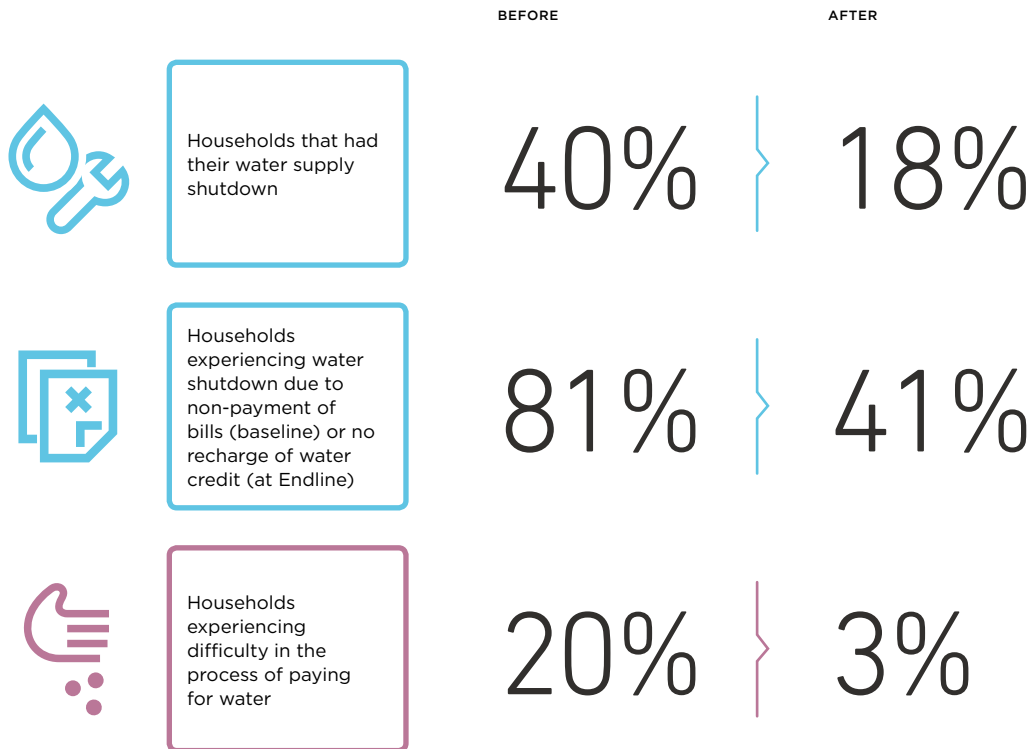 BEFORE AFTER
Households that had
their water supply
shutdown
40% 18%
Households
experiencing water
shutdown due to
non-payment of
bills (baseline) or no
recharge of water
credit (at Endline)
81% 41%
Households
experiencing
difficulty in the
process of paying
for water
20% 3%